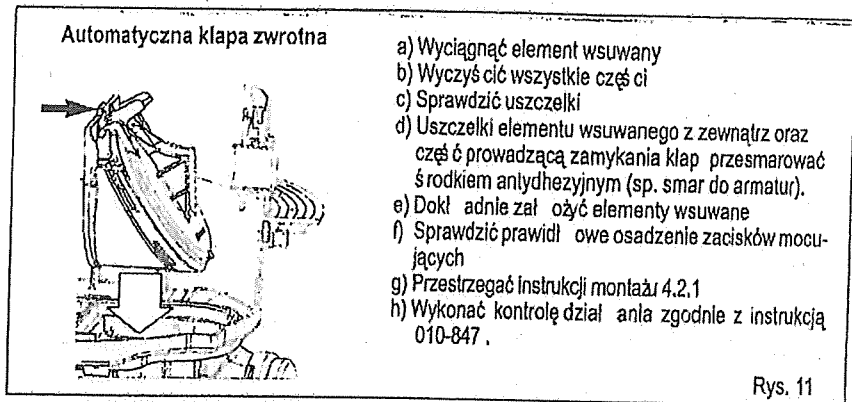 Automatyczna klapa zwrotna
a) Wyciągnąć element wsuwany
b) Wyczyś cić wszystkie częś ci
c) Sprawdzić uszczelki
d) Uszczelki elementu wsuwanego z zewnątrz oraz
częś ć prowadzącą zamykania klap przesmarować
ś rodkiem antydhezyjnym (sp. smar do armatur).
e) Dokł adnie zał ożyć elementy wsuwane
f) Sprawdzić prawidł owe osadzenie zacisków mocu-
jących
g) Przestrzegać instrukcji montażu 4.2.1
h) Wykonać kontrolę dział ania zgodnie z instrukcją
010-847 .
Rys. 11